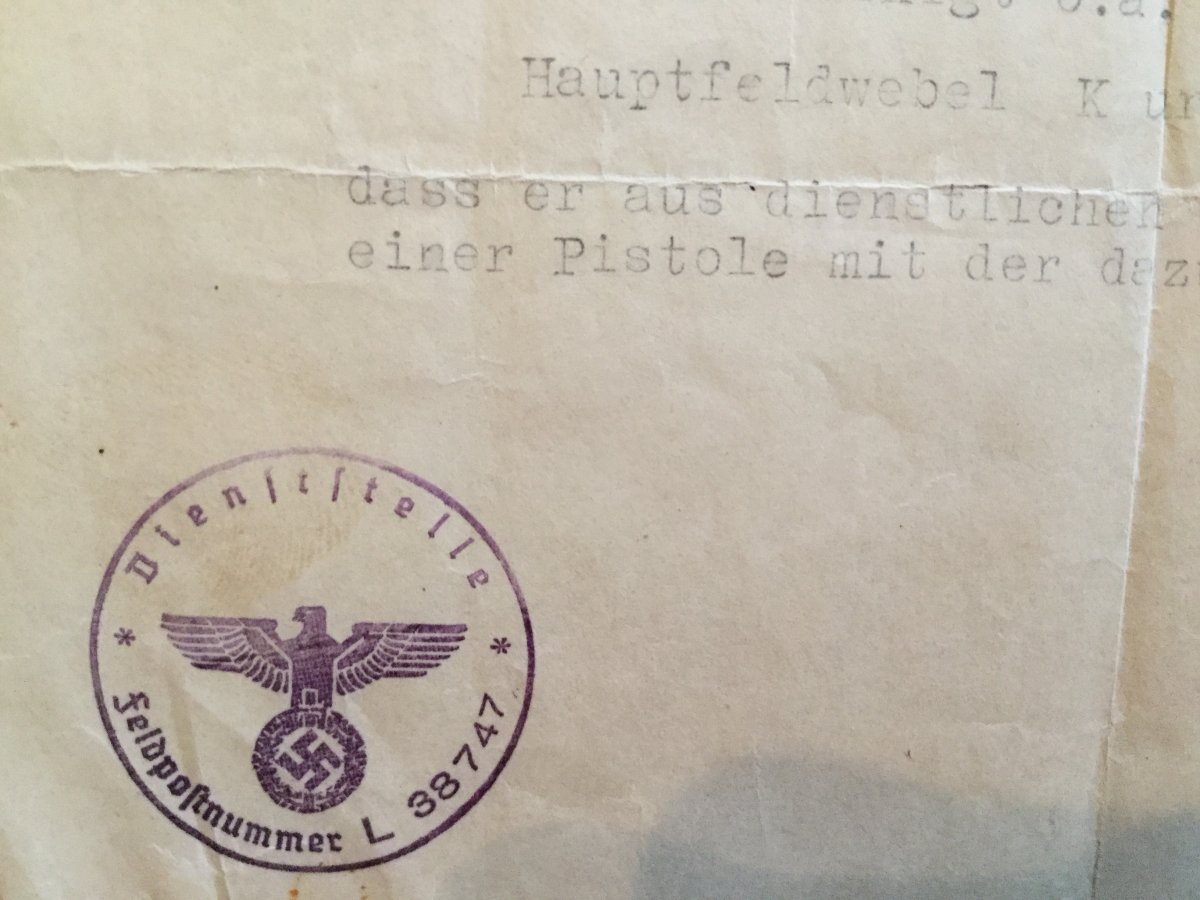 o.a.
Hauptfeldwebel K
dass er aus dienstlichen
einer Pistole mit der
* Dienſtſtelle *
Feldpoſtnummer L 38747